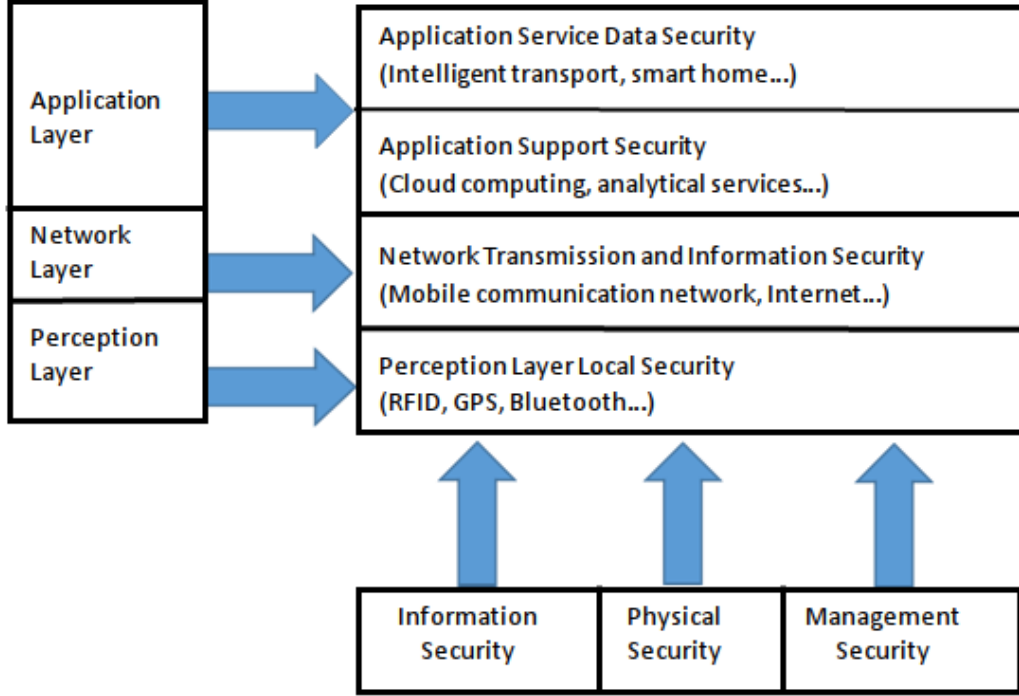 Application
Layer
Network
Layer
Perception
Layer
Application Service Data Security
(Intelligent transport, smart home...)
Application Support Security
(Cloud computing, analytical services...)
Network Transmission and Information Security
(Mobile communication network, Internet...)
Perception Layer Local Security
(RFID, GPS, Bluetooth...)
Information
Security
Physical
Security
Management
Security